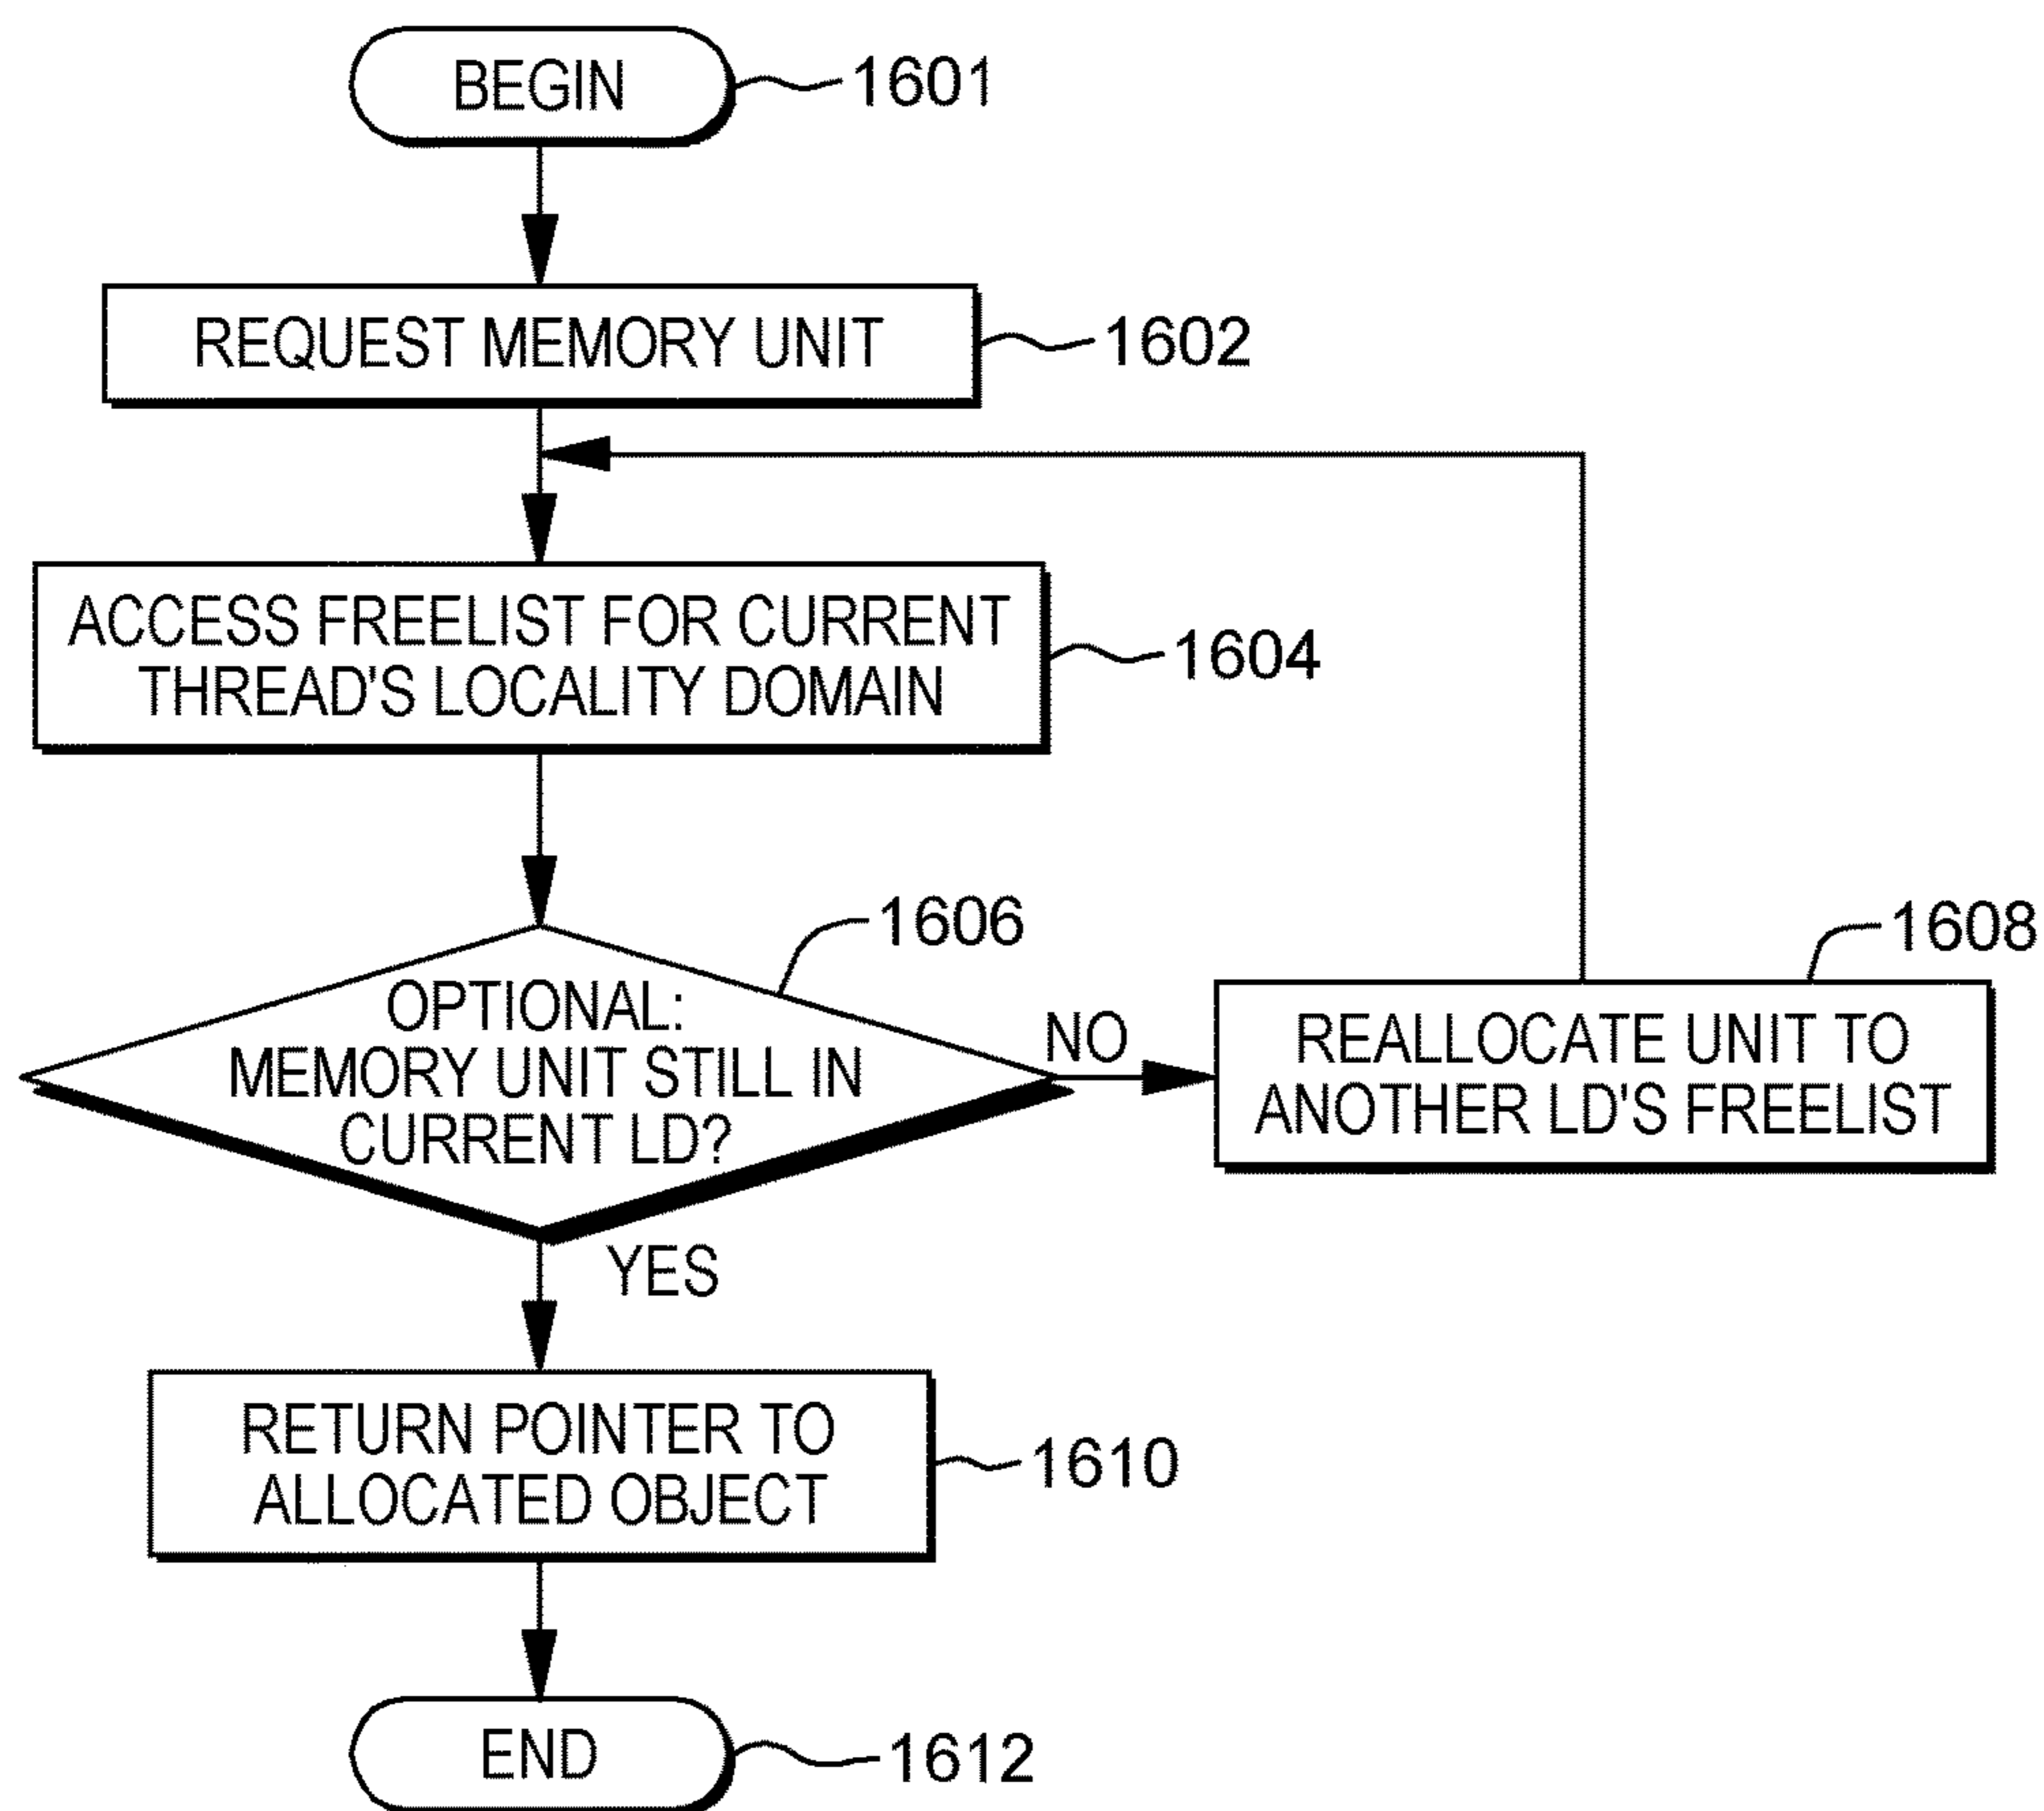 BEGIN
1601
REQUEST MEMORY UNIT
1602
ACCESS FREELIST FOR CURRENT
THREAD'S LOCALITY DOMAIN
1604
1606
OPTIONAL:
MEMORY UNIT STILL IN
CURRENT LD?
NO
1608
REALLOCATE UNIT TO
ANOTHER LD'S FREELIST
YES
RETURN POINTER TO
ALLOCATED OBJECT
1610
END
1612